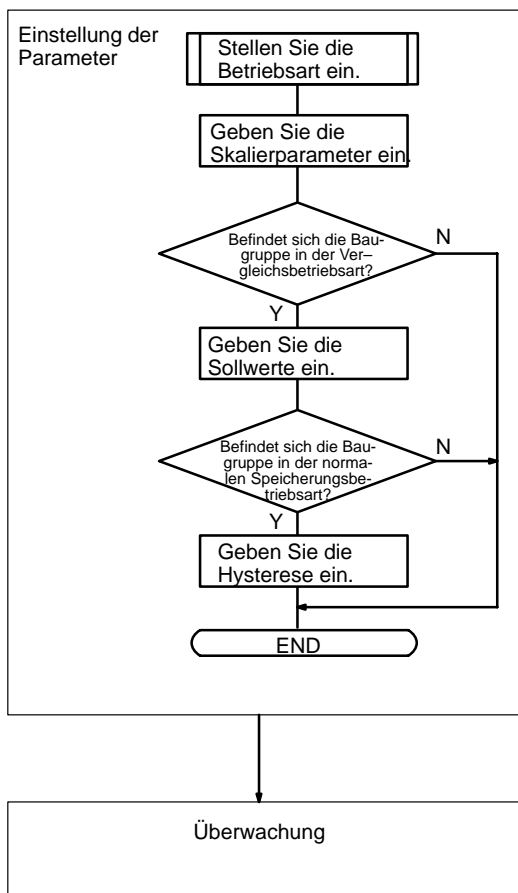 Einstellung der
Parameter
Stellen Sie die
Betriebsart ein.
Geben Sie die
Skalierparameter ein.
Befindet sich die Bau-
gruppe in der Ver–
gleichsbetriebsart?
N
Y
Geben Sie die
Sollwerte ein.
Befindet sich die Bau-
gruppe in der norma-
len Speicherungsbe-
triebsart?
N
Y
Geben Sie die
Hysterese ein.
END
Überwachung